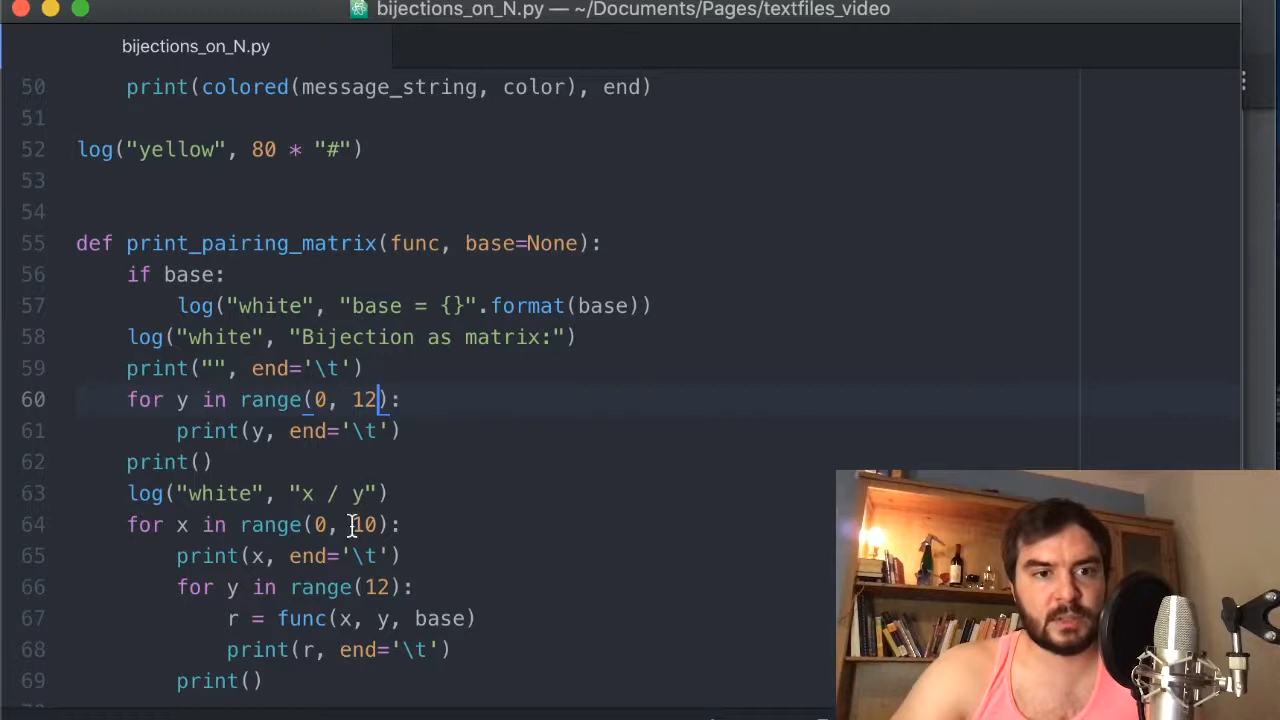 bijections_on_N.py — ~/Documents/Pages/textfiles_video
bijections_on_N.py
50 print(colored(message_string, color), end)
51
52 log("yellow", 80 * "#")
53
54
55 def print_pairing_matrix(func, base=None):
56 if base:
57 log("white", "base = {}".format(base))
58 log("white", "Bijection as matrix:")
59 print("", end='\t')
60 for y in range(0, 12):
61 print(y, end='\t')
62 print()
63 log("white", "x / y")
64 for x in range(0, 10):
65 print(x, end='\t')
66 for y in range(12):
67 r = func(x, y, base)
68 print(r, end='\t')
69 print()